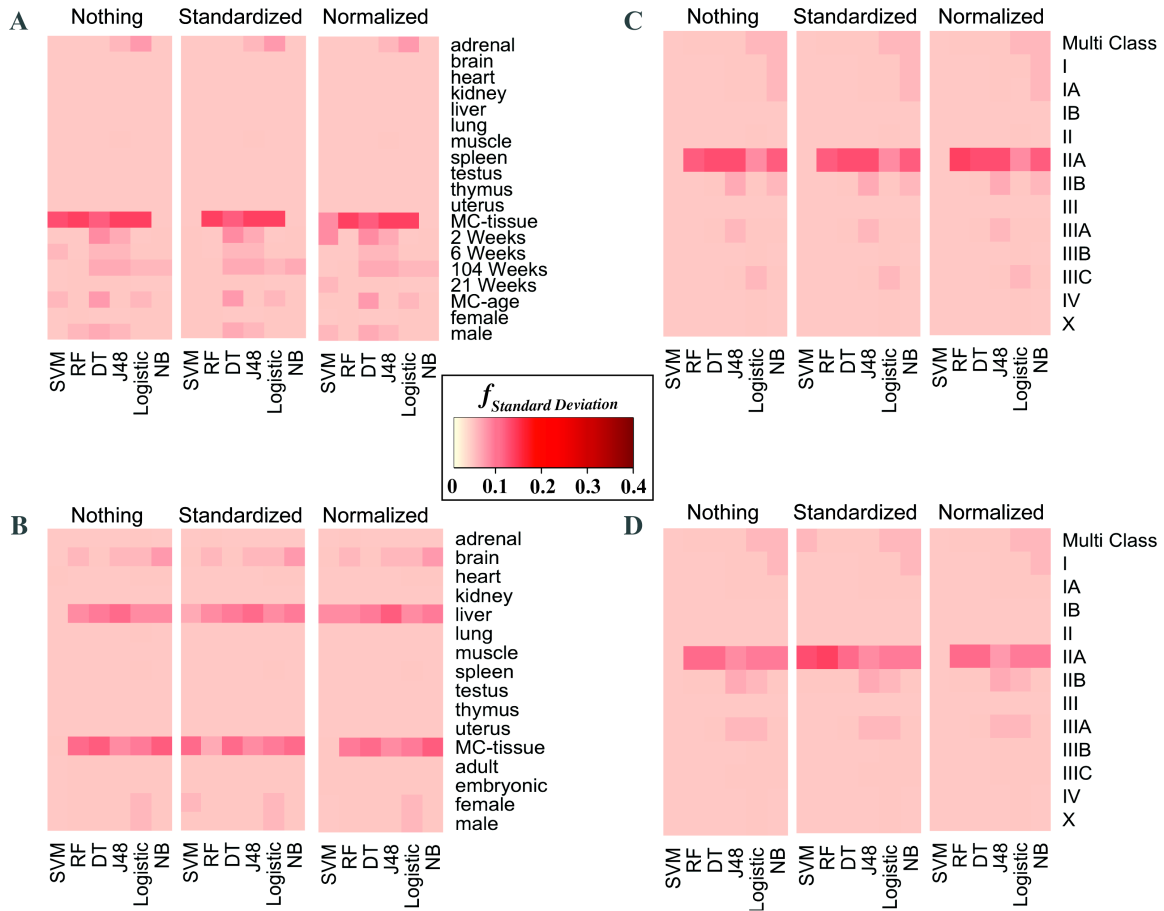 A
Nothing
Standardized
Normalized
adrenal
brain
heart
kidney
liver
lung
muscle
spleen
testus
thymus
uterus
MC-tissue
2 Weeks
6 Weeks
104 Weeks
21 Weeks
MC-age
female
male
SVM
RF
DT
J48
Logistic
NB
SVM
RF
DT
J48
Logistic
NB
SVM
RF
DT
J48
Logistic
NB
C
Nothing
Standardized
Normalized
Multi Class
I
IA
IB
II
IIA
IIB
III
IIIA
IIIB
IIIC
IV
X
SVM
RF
DT
J48
Logistic
NB
SVM
RF
DT
J48
Logistic
NB
SVM
RF
DT
J48
Logistic
NB
f Standard Deviation
0 0.1 0.2 0.3 0.4
B
Nothing
Standardized
Normalized
adrenal
brain
heart
kidney
liver
lung
muscle
spleen
testus
thymus
uterus
MC-tissue
adult
embryonic
female
male
SVM
RF
DT
J48
Logistic
NB
SVM
RF
DT
J48
Logistic
NB
SVM
RF
DT
J48
Logistic
NB
D
Nothing
Standardized
Normalized
Multi Class
I
IA
IB
II
IIA
IIB
III
IIIA
IIIB
IIIC
IV
X
SVM
RF
DT
J48
Logistic
NB
SVM
RF
DT
J48
Logistic
NB
SVM
RF
DT
J48
Logistic
NB